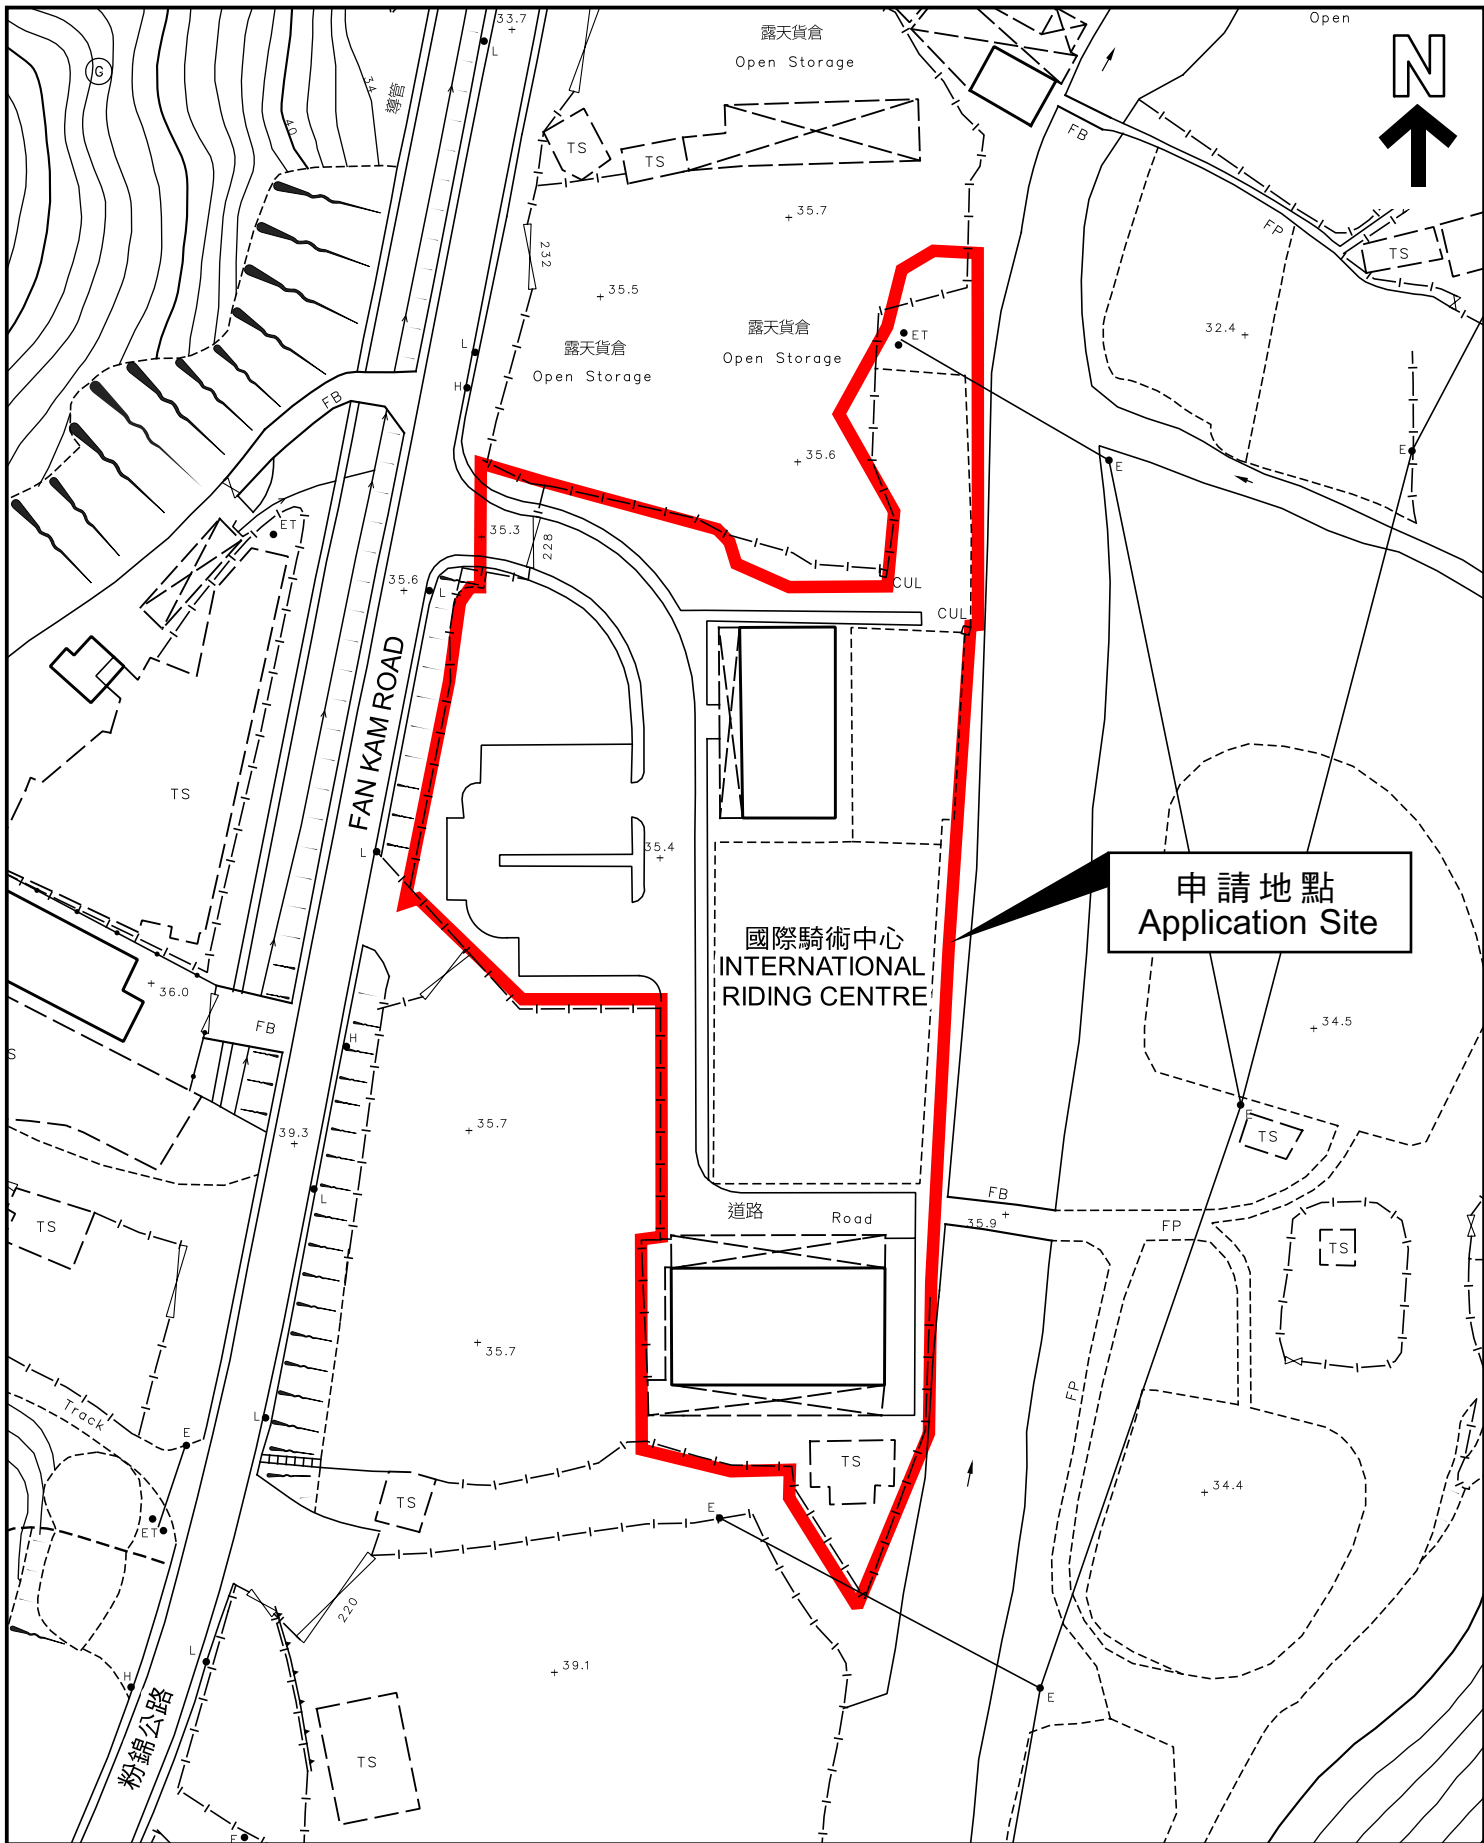 33.7
L
露天貨倉
Open Storage
Open
N
G
34
40
導管
TS
TS
FB
FP
TS
35.7
232
35.5
露天貨倉
Open Storage
露天貨倉
Open Storage
ET
32.4
L
H
FB
35.6
E
E
ET
35.3
228
35.6
L
CUL
CUL
FAN KAM ROAD
TS
L
35.4
申請地點
Application Site
國際騎術中心
INTERNATIONAL
RIDING CENTRE
36.0
FB
S
H
34.5
35.7
39.3
E
TS
L
FB
35.9
FP
道路
Road
TS
TS
35.7
FP
Track
L
E
TS
TS
34.4
ET
E
220
39.1
L
H
E
粉錦公路
TS
E